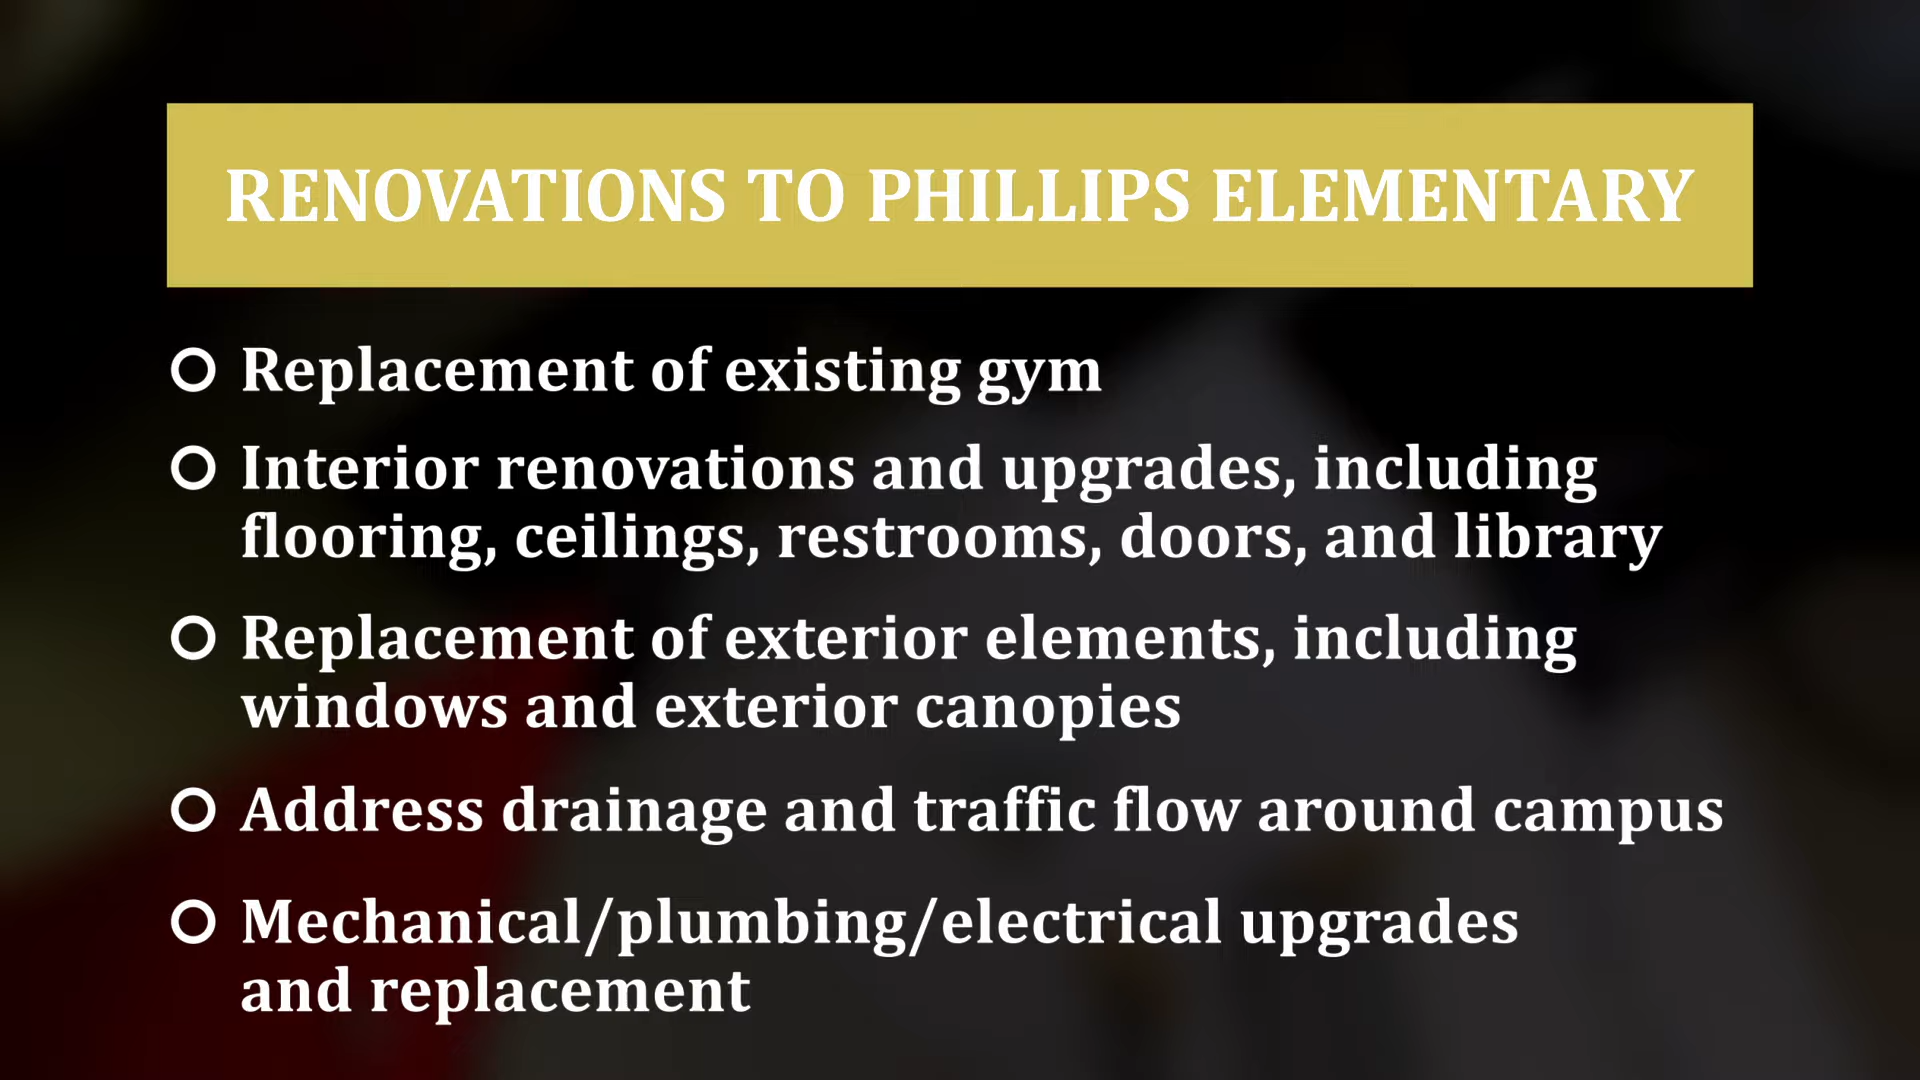 RENOVATIONS TO PHILLIPS ELEMENTARY
Replacement of existing gym
Interior renovations and upgrades, including
flooring, ceilings, restrooms, doors, and library
Replacement of exterior elements, including
windows and exterior canopies
Address drainage and traffic flow around campus
Mechanical/plumbing/electrical upgrades
and replacement